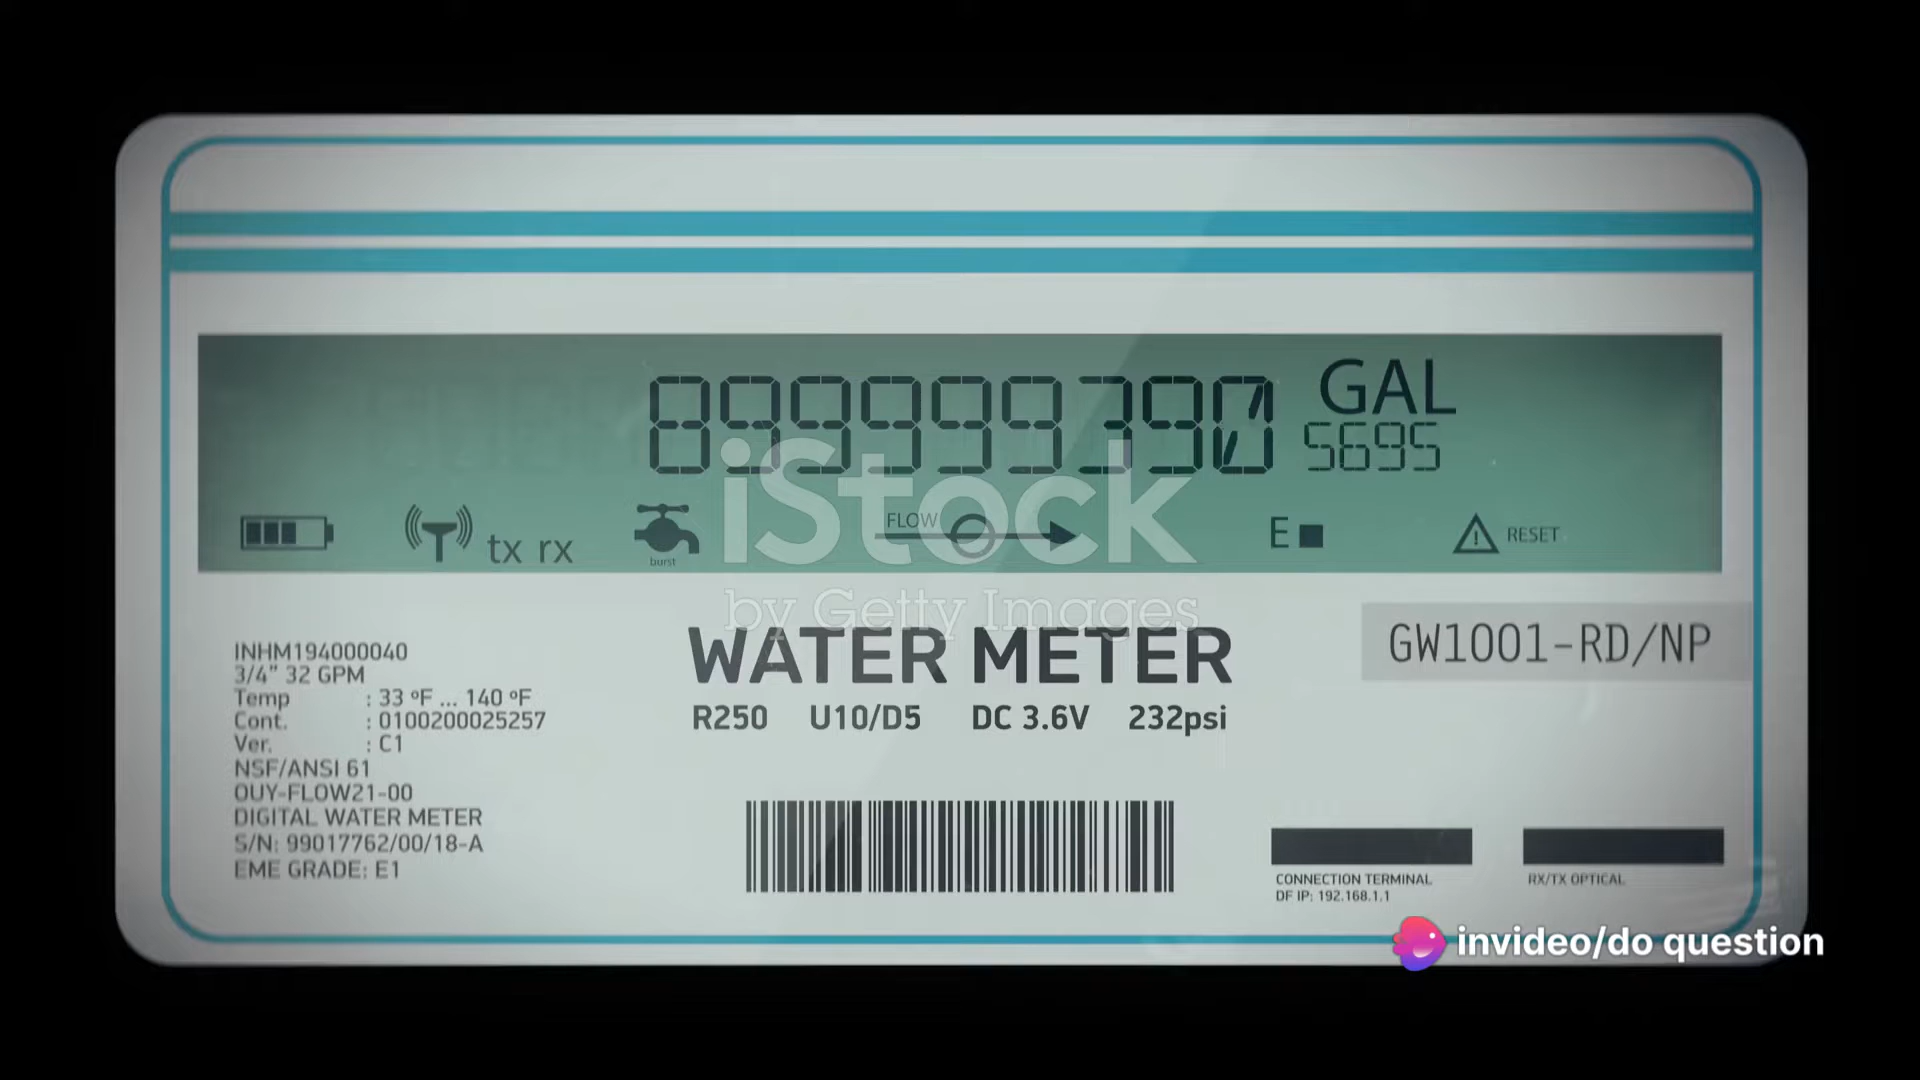 899999390 GAL
5695
tx rx
burst
FLOW
E
RESET
iStock
by Getty Images
WATER METER
R250 U10/D5 DC 3.6V 232psi
GW1001-RD/NP
INHM194000040
3/4" 32 GPM
Temp : 33 ºF ... 140 ºF
Cont. : 0100200025257
Ver. : C1
NSF/ANSI 61
OUY-FLOW21-00
DIGITAL WATER METER
S/N: 99017762/00/18-A
EME GRADE: E1
CONNECTION TERMINAL
DF IP: 192.168.1.1
RX/TX OPTICAL
invideo/do question